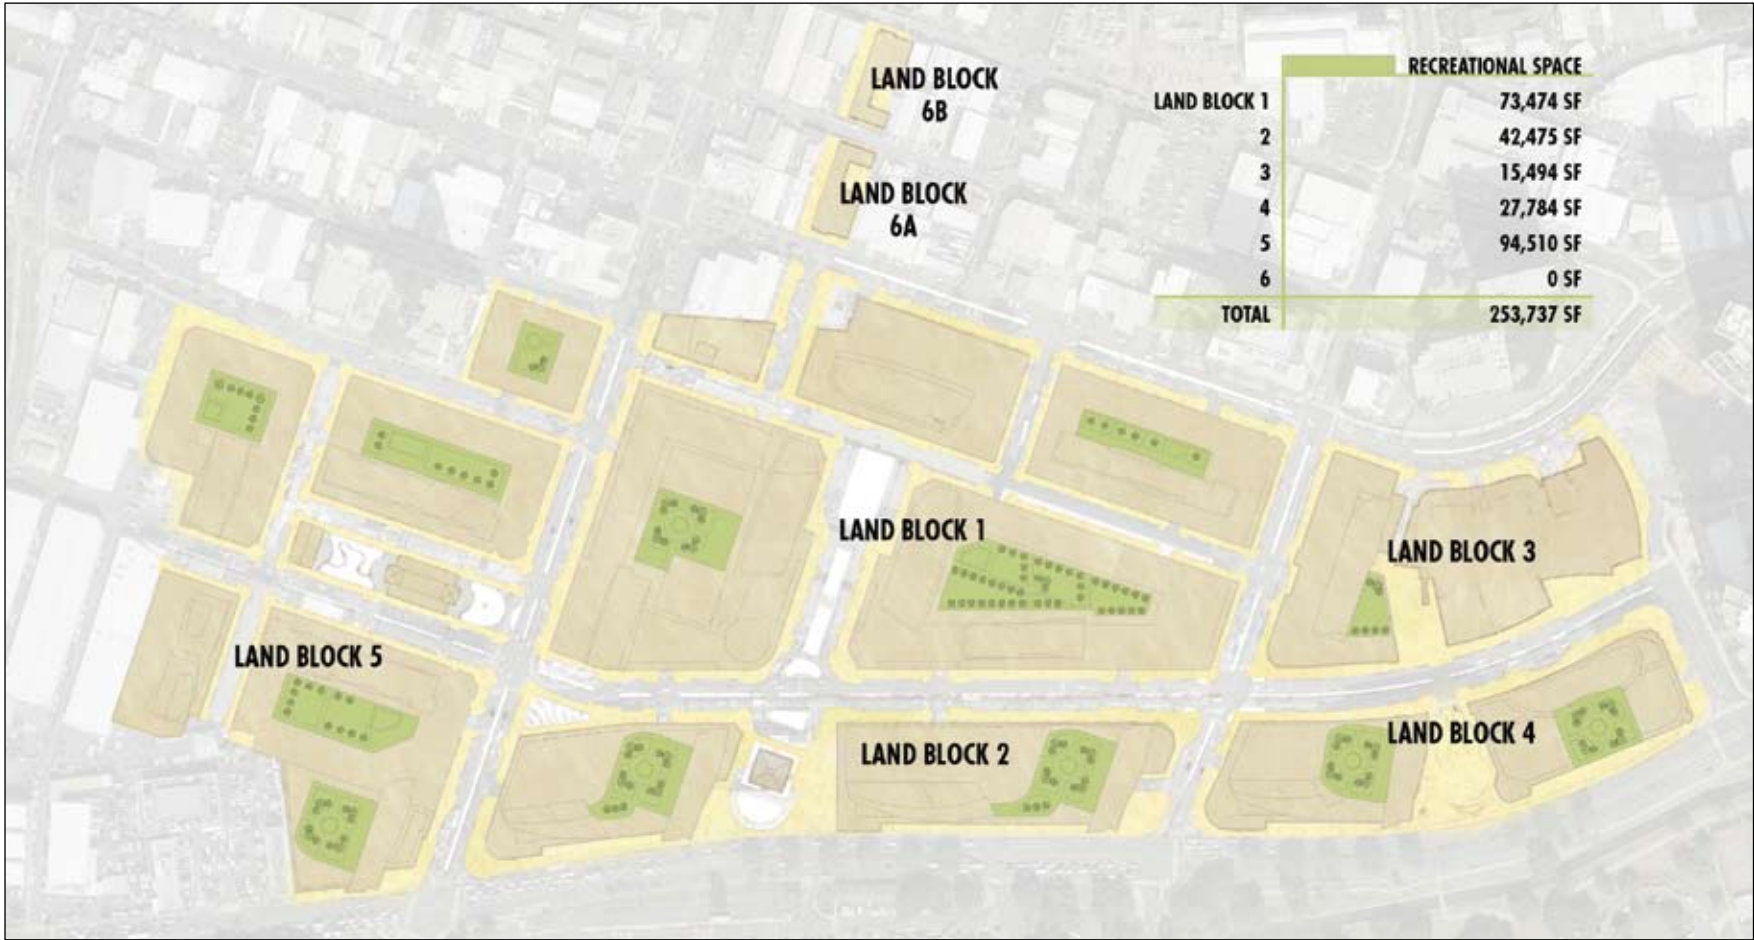 LAND BLOCK
6B
LAND BLOCK
6A
RECREATIONAL SPACE
LAND BLOCK 1 73,474 SF
2 42,475 SF
3 15,494 SF
4 27,784 SF
5 94,510 SF
6 0 SF
TOTAL 253,737 SF
LAND BLOCK 1
LAND BLOCK 3
LAND BLOCK 5
LAND BLOCK 2
LAND BLOCK 4